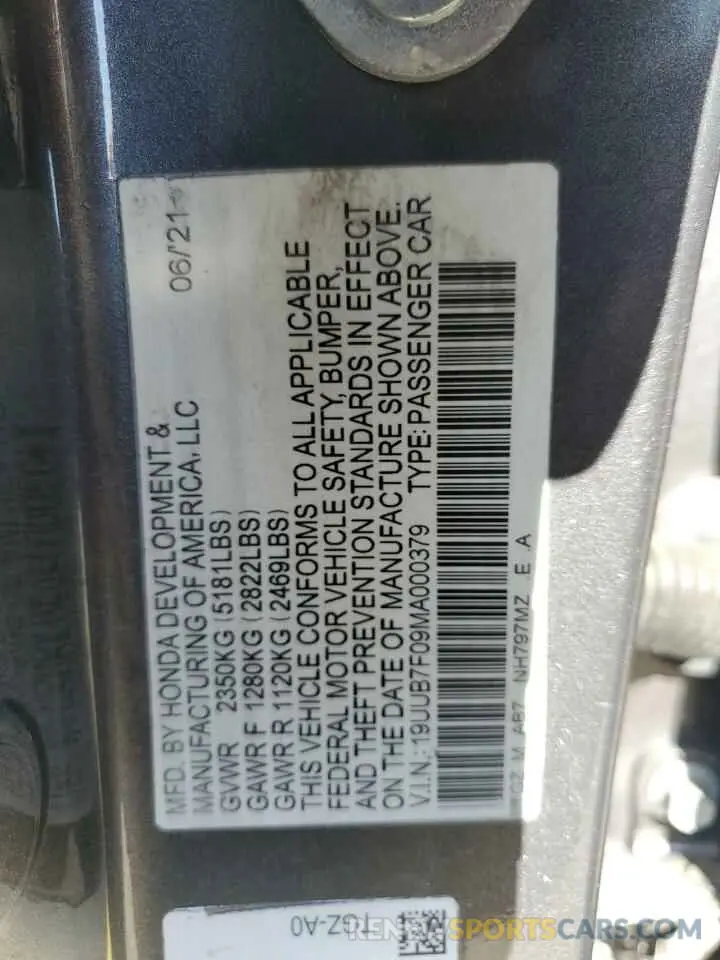 06/'21
MFD. BY HONDA DEVELOPMENT &
MANUFACTURING OF AMERICA, LLC
GVWR 2350KG (5181LBS)
GAWR F 1280KG (2822LBS)
GAWR R 1120KG (2469LBS)
THIS VEHICLE CONFORMS TO ALL APPLICABLE
FEDERAL MOTOR VEHICLE SAFETY, BUMPER,
AND THEFT PREVENTION STANDARDS IN EFFECT
ON THE DATE OF MANUFACTURE SHOWN ABOVE.
V.I.N.: 19UUB7F09MA000379 TYPE: PASSENGER CAR
TGZ M AB7 NH797MZ E A
TGZ-A0
RENEWSPORTSCARS.COM